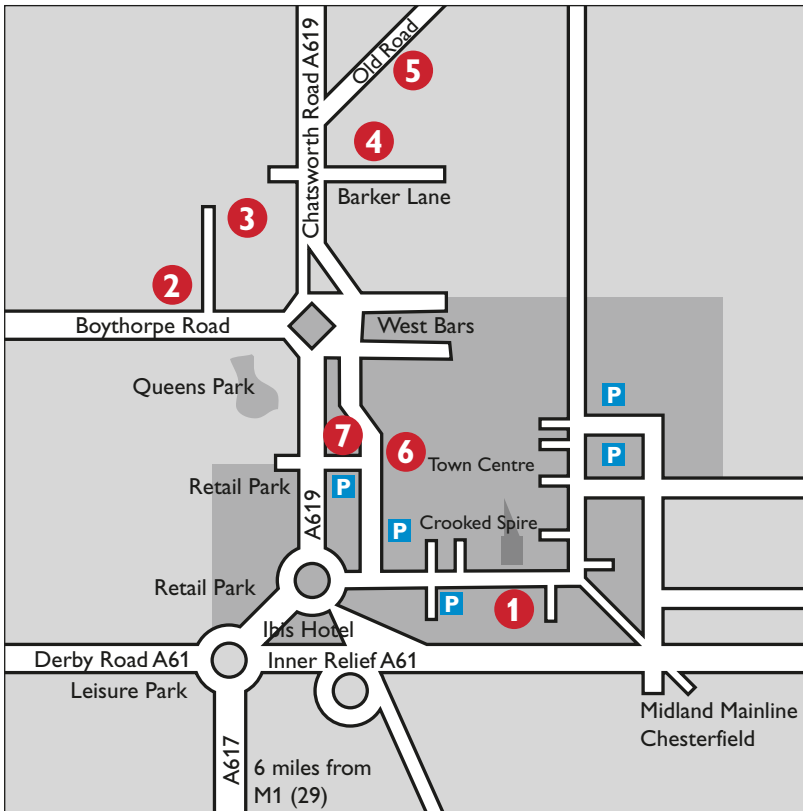 Chatsworth Road A619
Old Road
5
4
Barker Lane
3
2
Boythorpe Road
West Bars
Queens Park
P
7
6
Town Centre
P
Retail Park
P
A619
P
Crooked Spire
Retail Park
P
1
Ibis Hotel
Derby Road A61
Inner Relief A61
Leisure Park
Midland Mainline
Chesterfield
A617
6 miles from
M1 (29)